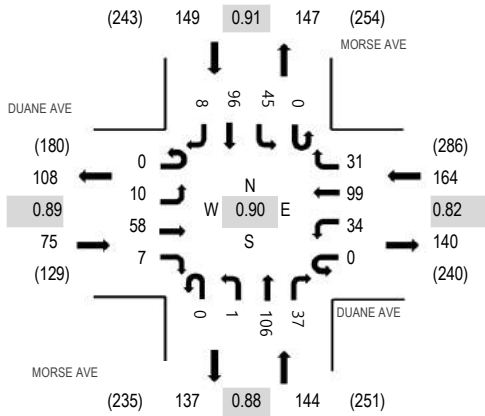 (243) 149 0.91 147 (254)
MORSE AVE
8 96 45 0
DUANE AVE
(180) (286)
108 0 31 164
0.89 10 N 99 0.82
W 0.90 E
75 58 S 34 140
(129) 7 0 (240)
0 1 106 37
DUANE AVE
MORSE AVE
(235) 137 0.88 144 (251)